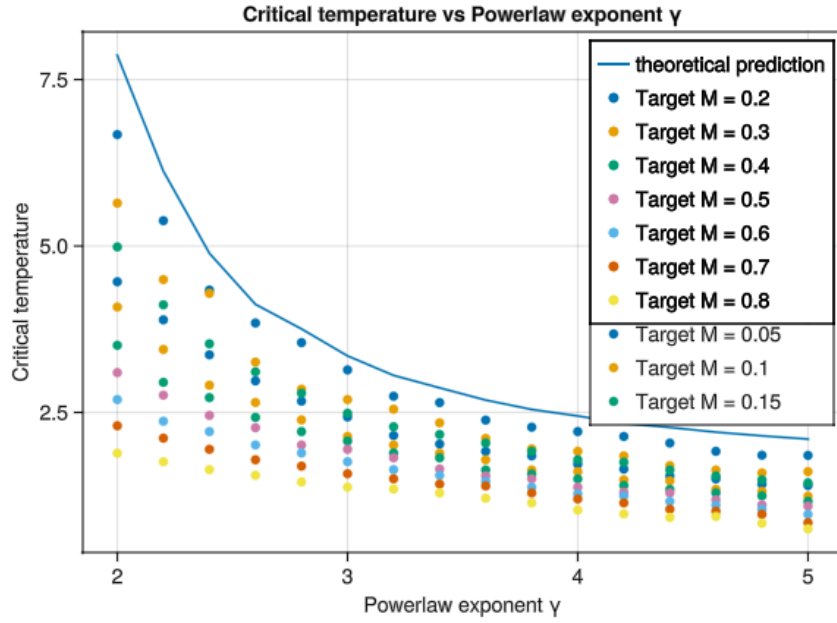 Critical temperature vs Powerlaw exponent γ
7.5
5.0
2.5
Critical temperature
2
3
4
5
Powerlaw exponent γ
theoretical prediction
Target M = 0.2
Target M = 0.3
Target M = 0.4
Target M = 0.5
Target M = 0.6
Target M = 0.7
Target M = 0.8
Target M = 0.05
Target M = 0.1
Target M = 0.15